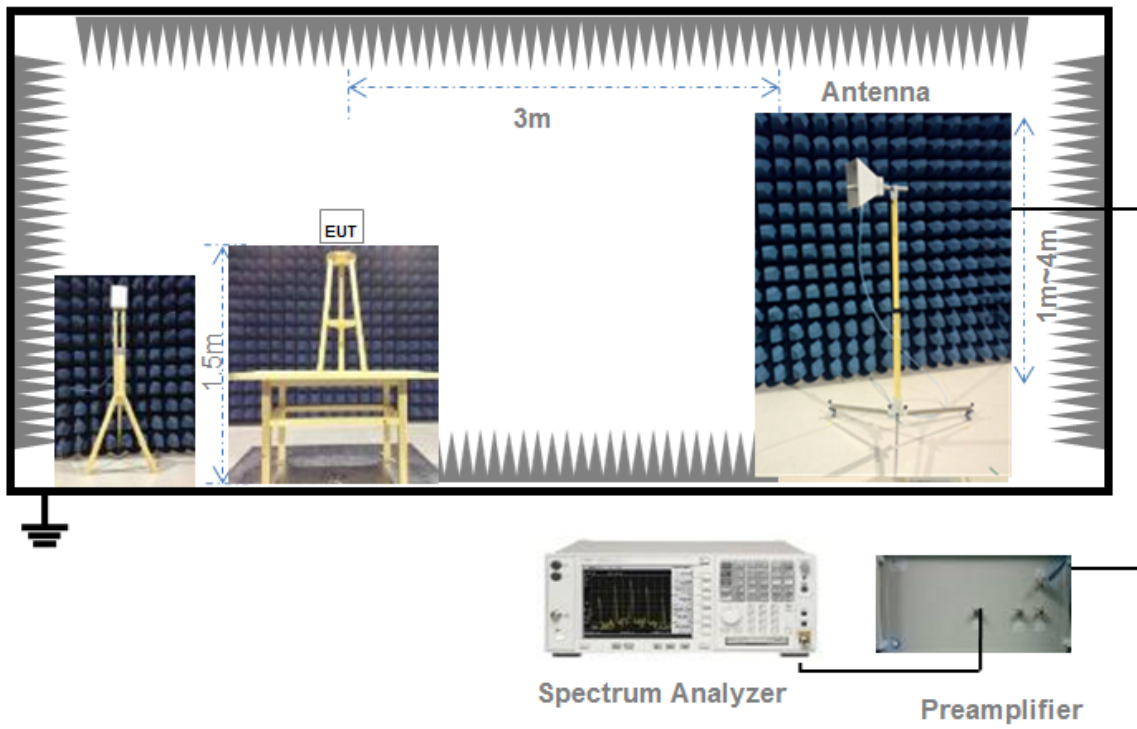 Antenna
3m
EUT
1.5m
1m~4m
Spectrum Analyzer
Preamplifier